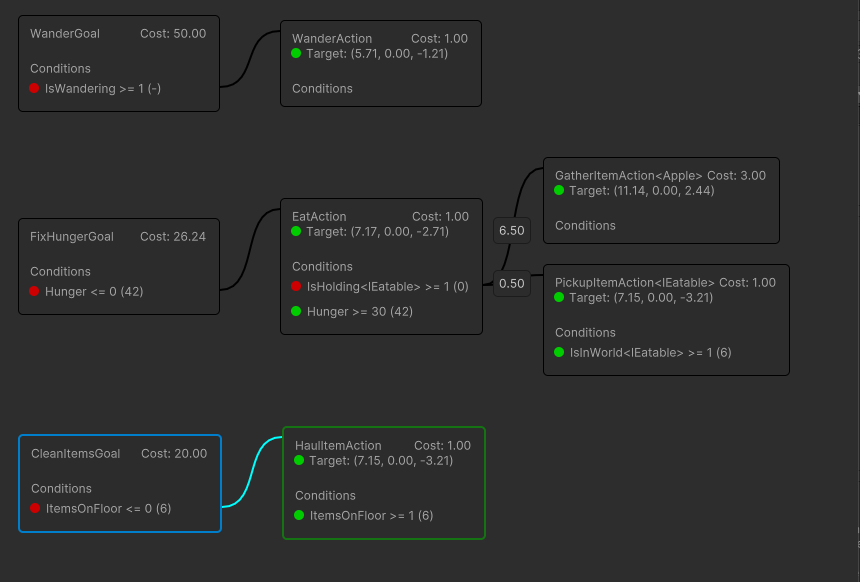 WanderGoal Cost: 50.00
Conditions
IsWandering >= 1 (-)
WanderAction Cost: 1.00
Target: (5.71, 0.00, -1.21)
Conditions
FixHungerGoal Cost: 26.24
Conditions
Hunger <= 0 (42)
EatAction Cost: 1.00
Target: (7.17, 0.00, -2.71)
Conditions
IsHolding<IEatable> >= 1 (0)
Hunger >= 30 (42)
6.50
0.50
GatherItemAction<Apple> Cost: 3.00
Target: (11.14, 0.00, 2.44)
Conditions
PickupItemAction<IEatable> Cost: 1.00
Target: (7.15, 0.00, -3.21)
Conditions
IsInWorld<IEatable> >= 1 (6)
CleanItemsGoal Cost: 20.00
Conditions
ItemsOnFloor <= 0 (6)
HaulItemAction Cost: 1.00
Target: (7.15, 0.00, -3.21)
Conditions
ItemsOnFloor >= 1 (6)